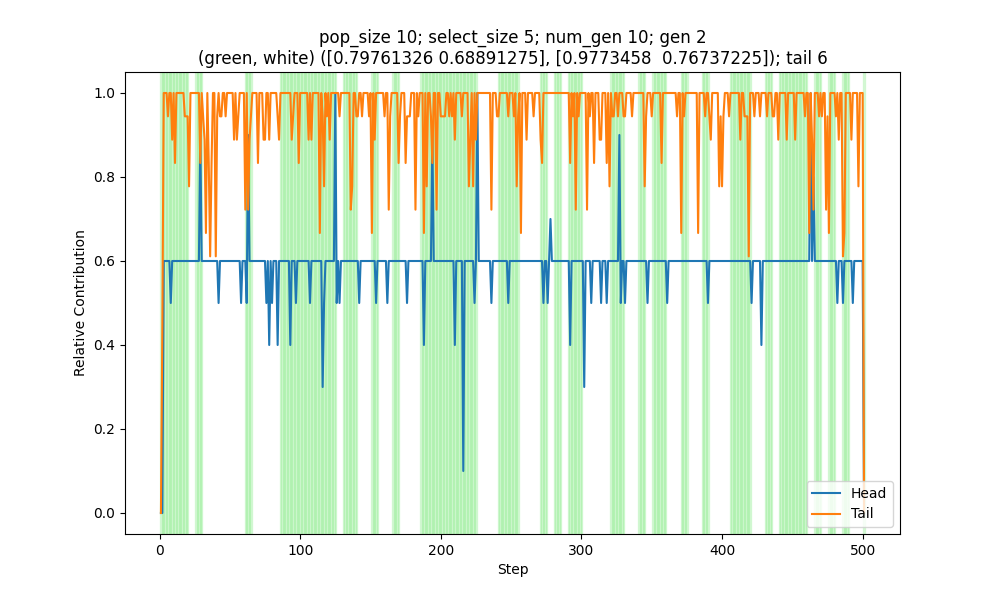 pop_size 10; select_size 5; num_gen 10; gen 2
(green, white) ([0.79761326 0.68891275], [0.9773458  0.76737225]); tail 6
1.0
0.8
0.6
0.4
0.2
0.0
Relative Contribution
0 100 200 300 400 500
Step
Head
Tail